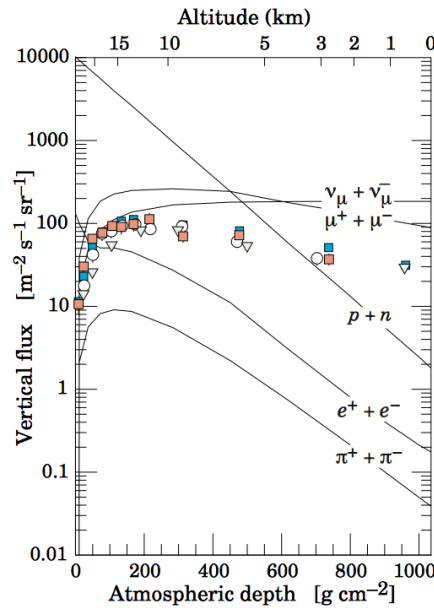 Altitude (km)
15 10 5 3 2 1 0
10000
1000
100
10
1
0.1
0.01
Vertical flux [m⁻² s⁻¹ sr⁻¹]
νμ + ν̄μ
μ⁺ + μ⁻
p + n
e⁺ + e⁻
π⁺ + π⁻
0 200 400 600 800 1000
Atmospheric depth [g cm⁻²]